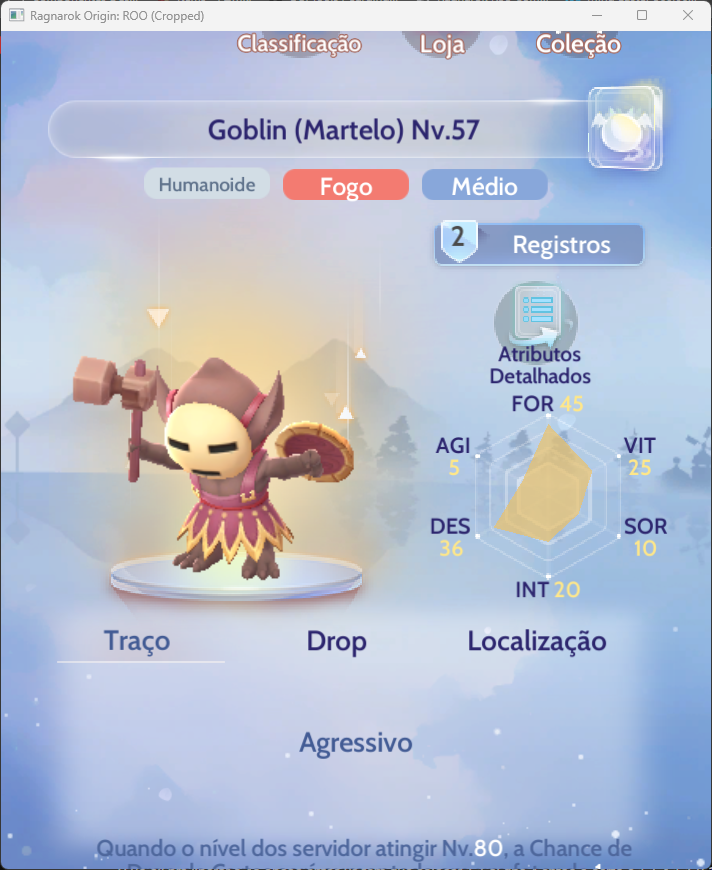 Ragnarok Origin: ROO (Cropped)
Classificação Loja Coleção
Goblin (Martelo) Nv.57
Humanoide Fogo Médio
2 Registros
Atributos
Detalhados
FOR 45
AGI VIT
5 25
DES SOR
36 10
INT 20
Traço Drop Localização
Agressivo
Quando o nível dos servidor atingir Nv.80, a Chance de